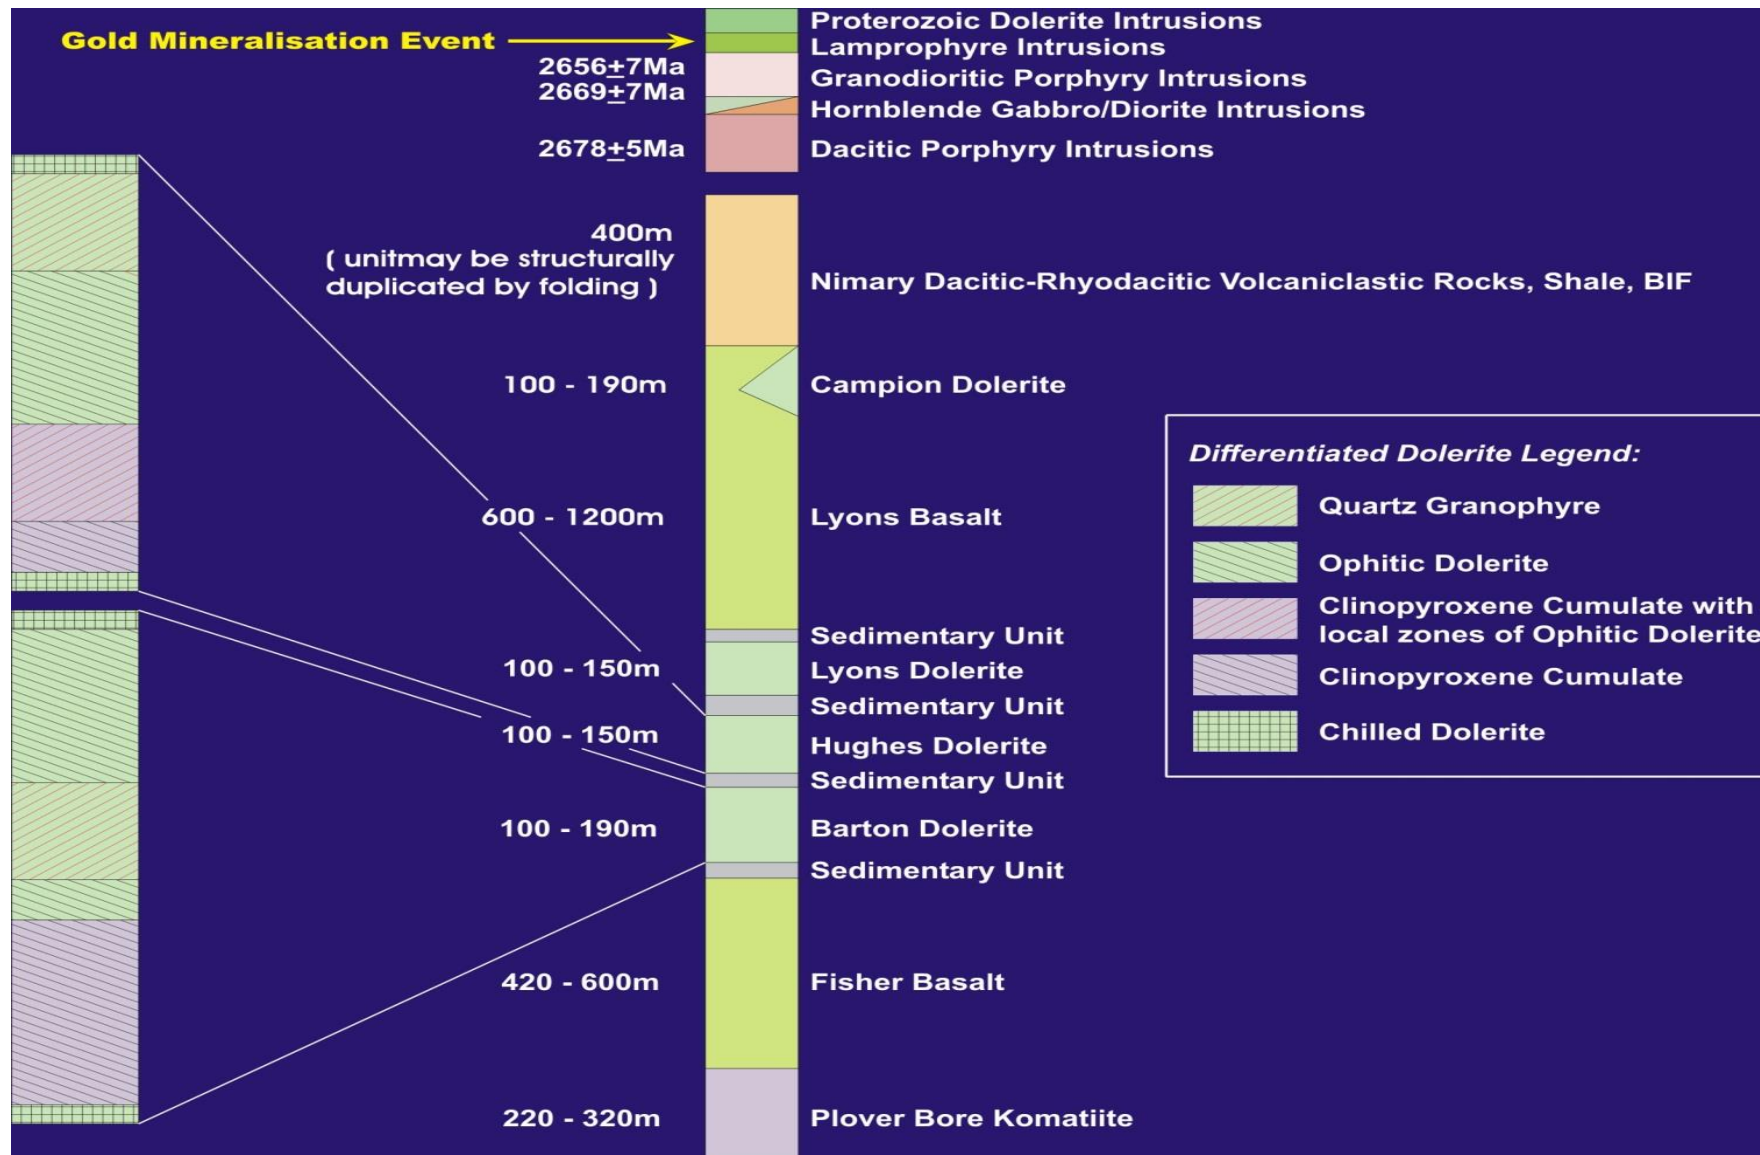 Proterozoic Dolerite Intrusions
Gold Mineralisation Event
Lamprophyre Intrusions
2656±7Ma
Granodioritic Porphyry Intrusions
2669±7Ma
Hornblende Gabbro/Diorite Intrusions
2678±5Ma
Dacitic Porphyry Intrusions
400m
( unitmay be structurally
duplicated by folding )
Nimary Dacitic-Rhyodacitic Volcaniclastic Rocks, Shale, BIF
100 - 190m
Campion Dolerite
600 - 1200m
Lyons Basalt
Sedimentary Unit
100 - 150m
Lyons Dolerite
Sedimentary Unit
100 - 150m
Hughes Dolerite
Sedimentary Unit
100 - 190m
Barton Dolerite
Sedimentary Unit
420 - 600m
Fisher Basalt
220 - 320m
Plover Bore Komatiite
Differentiated Dolerite Legend:
Quartz Granophyre
Ophitic Dolerite
Clinopyroxene Cumulate with
local zones of Ophitic Dolerite
Clinopyroxene Cumulate
Chilled Dolerite